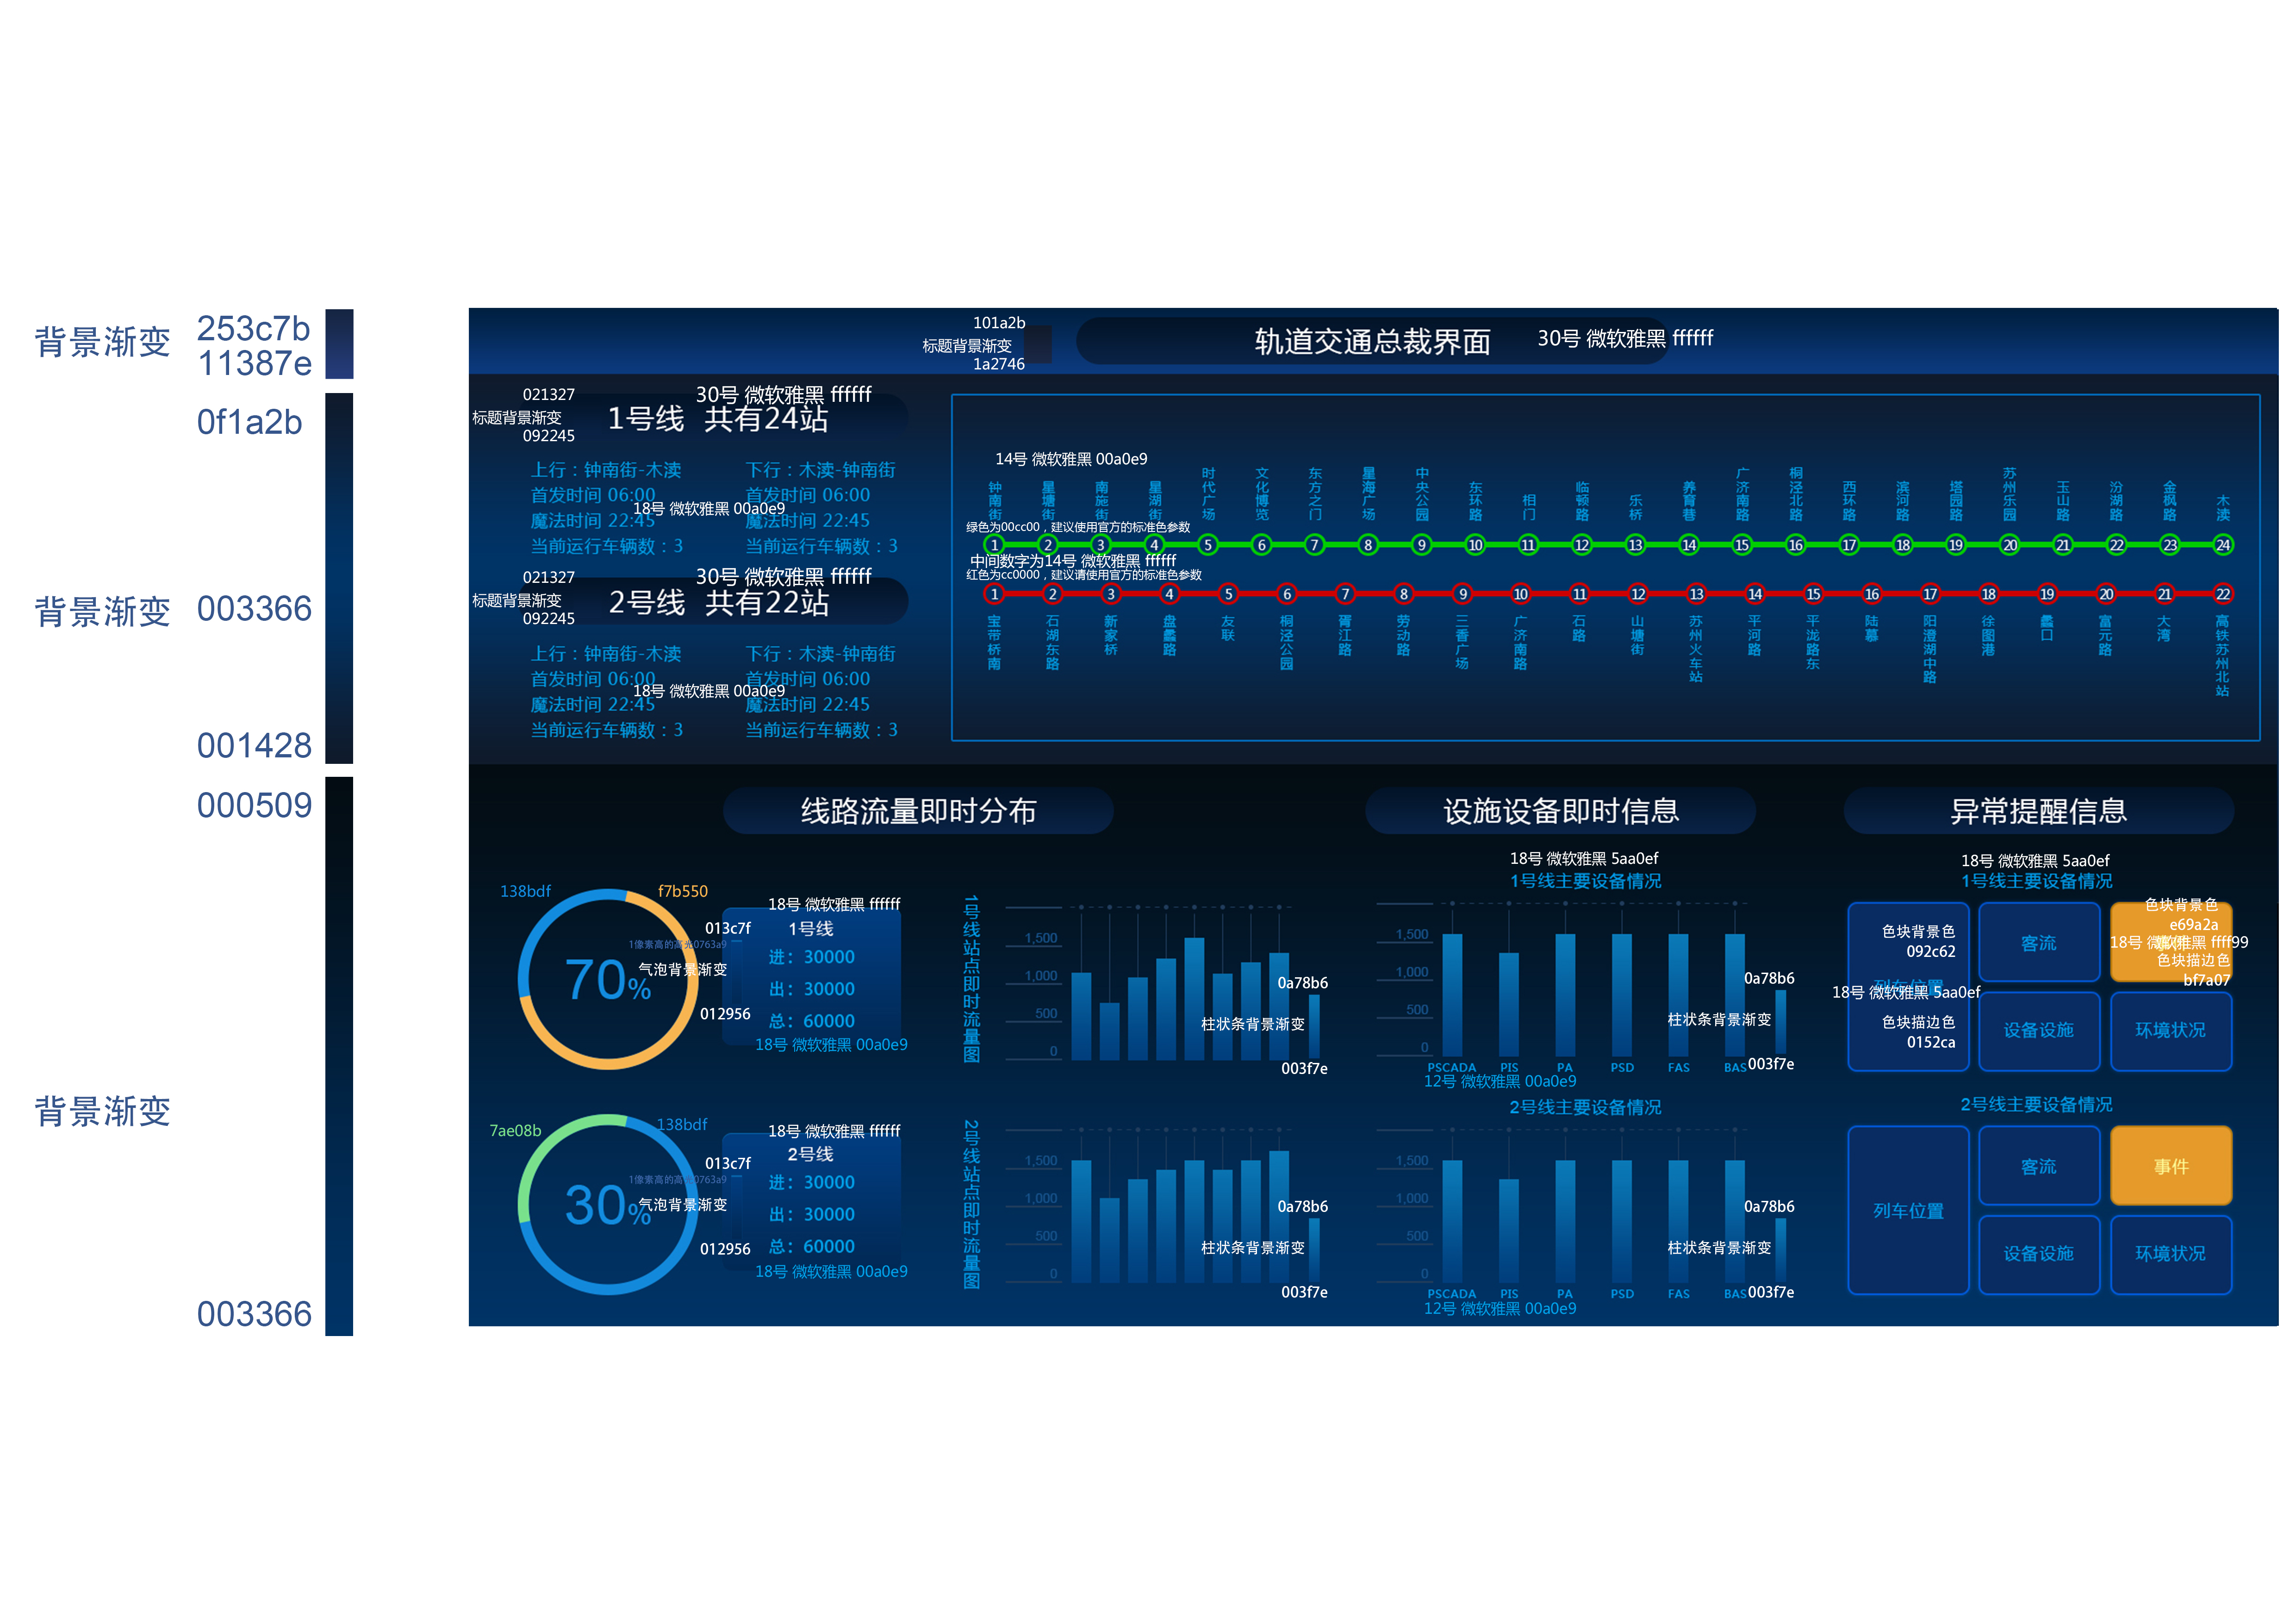 背景渐变
253c7b
11387e
0f1a2b
背景渐变
003366
001428
000509
背景渐变
003366
101a2b
标题背景渐变
1a2746
轨道交通总裁界面
30号 微软雅黑 ffffff
021327
标题背景渐变
092245
30号 微软雅黑 ffffff
1号线 共有24站
上行：钟南街-木渎
首发时间 06:00
魔法时间 22:45
当前运行车辆数：3
下行：木渎-钟南街
首发时间 06:00
魔法时间 22:45
当前运行车辆数：3
18号 微软雅黑 00a0e9
021327
标题背景渐变
092245
30号 微软雅黑 ffffff
2号线 共有22站
上行：钟南街-木渎
首发时间 06:00
魔法时间 22:45
当前运行车辆数：3
下行：木渎-钟南街
首发时间 06:00
魔法时间 22:45
当前运行车辆数：3
18号 微软雅黑 00a0e9
14号 微软雅黑 00a0e9
钟南街
星塘街
南施街
星湖街
时代广场
文化博览
东方之门
星海广场
中央公园
东环路
相门
临顿路
乐桥
养育巷
广济南路
桐泾北路
西环路
滨河路
塔园路
苏州乐园
玉山路
汾湖路
金枫路
木渎
绿色为00cc00，建议使用官方的标准色参数
1 2 3 4 5 6 7 8 9 10 11 12 13 14 15 16 17 18 19 20 21 22 23 24
中间数字为14号 微软雅黑 ffffff
红色为cc0000，建议请使用官方的标准色参数
1 2 3 4 5 6 7 8 9 10 11 12 13 14 15 16 17 18 19 20 21 22
宝带桥南
石湖东路
新家桥
盘蠡路
友联
桐泾公园
胥江路
劳动路
三香广场
广济南路
石路
山塘街
苏州火车站
平河路
平泷路东
陆慕
阳澄湖中路
徐图港
蠡口
富元路
大湾
高铁苏州北站
线路流量即时分布
138bdf
f7b550
70%
1像素高的高光0763a9
气泡背景渐变
013c7f
012956
18号 微软雅黑 ffffff
1号线
进：30000
出：30000
总：60000
18号 微软雅黑 00a0e9
1号线站点即时流量图
1,500
1,000
500
0
0a78b6
柱状条背景渐变
003f7e
7ae08b
138bdf
30%
1像素高的高 0763a9
气泡背景渐变
013c7f
012956
18号 微软雅黑 ffffff
2号线
进：30000
出：30000
总：60000
18号 微软雅黑 00a0e9
2号线站点即时流量图
1,500
1,000
500
0
0a78b6
柱状条背景渐变
003f7e
设施设备即时信息
18号 微软雅黑 5aa0ef
1号线主要设备情况
1,500
1,000
500
0
PSCADA PIS PA PSD FAS BAS
0a78b6
柱状条背景渐变
003f7e
12号 微软雅黑 00a0e9
2号线主要设备情况
1,500
1,000
500
0
PSCADA PIS PA PSD FAS BAS
0a78b6
柱状条背景渐变
003f7e
12号 微软雅黑 00a0e9
异常提醒信息
18号 微软雅黑 5aa0ef
1号线主要设备情况
色块背景色
092c62
列车位置
18号 微软雅黑 5aa0ef
色块描边色
0152ca
客流
色块背景色
e69a2a
18号 微软雅黑 ffff99
色块描边色
bf7a07
设备设施
环境状况
2号线主要设备情况
列车位置
客流
事件
设备设施
环境状况